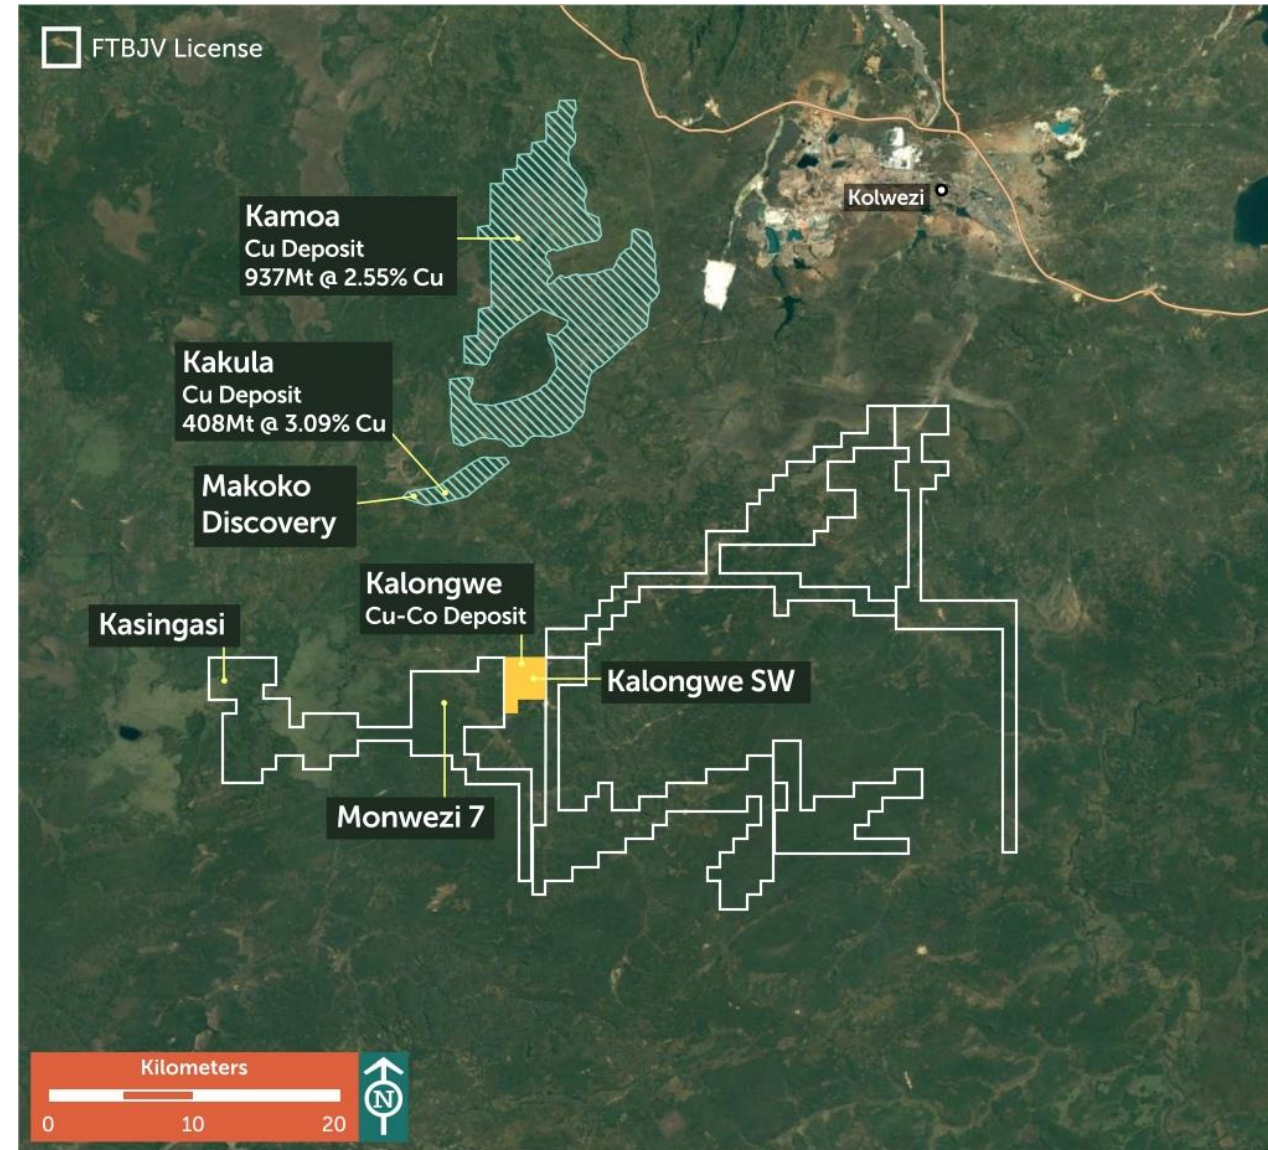 FTBJV License
Kolwezi
Kamoa
Cu Deposit
937Mt @ 2.55% Cu
Kakula
Cu Deposit
408Mt @ 3.09% Cu
Makoko
Discovery
Kalongwe
Cu-Co Deposit
Kasingasi
Kalongwe SW
Monwezi 7
Kilometers
0 10 20
N